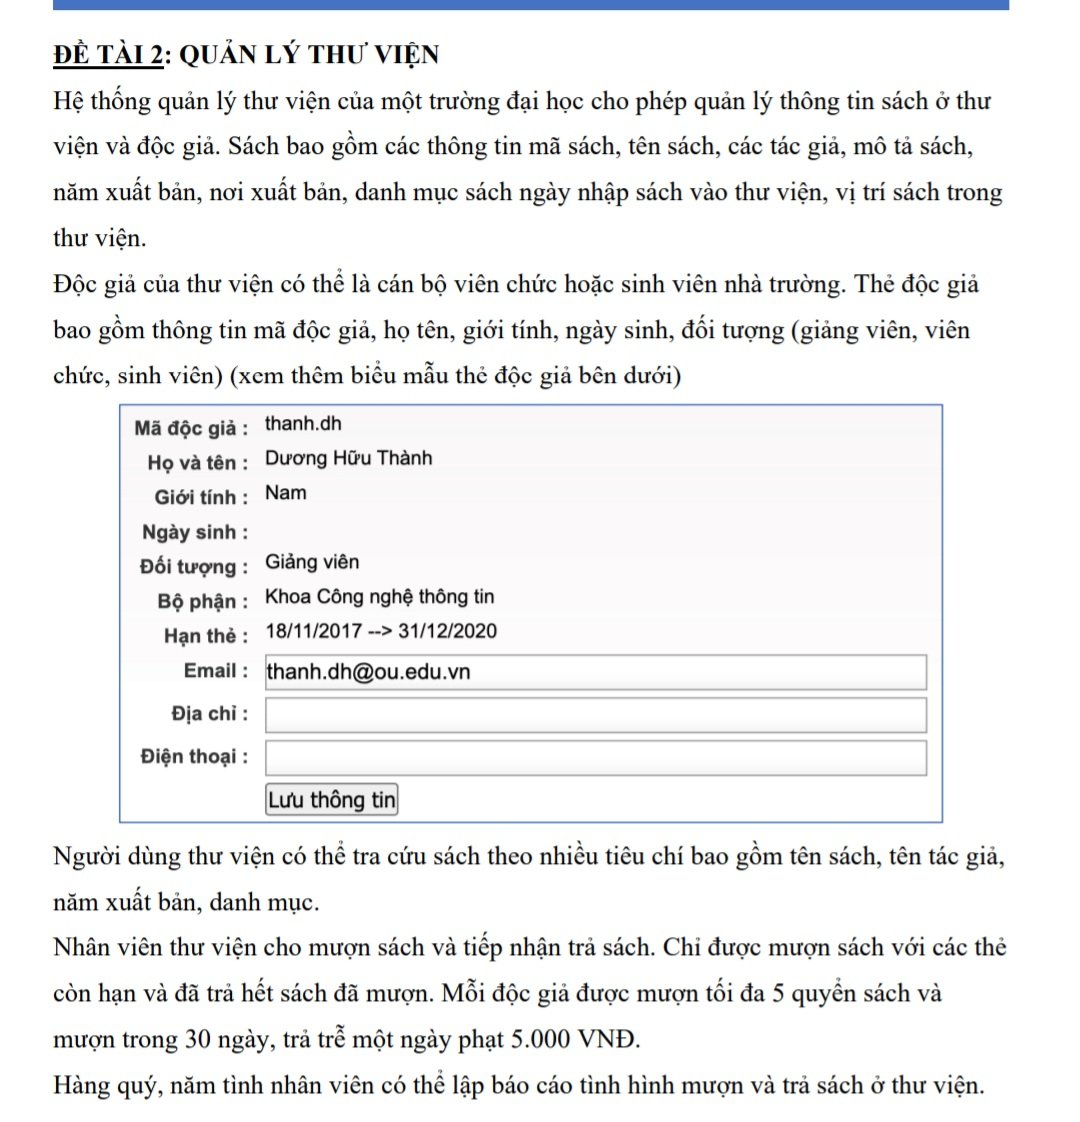 ĐỀ TÀI 2: QUẢN LÝ THƯ VIỆN
Hệ thống quản lý thư viện của một trường đại học cho phép quản lý thông tin sách ở thư
viện và độc giả. Sách bao gồm các thông tin mã sách, tên sách, các tác giả, mô tả sách,
năm xuất bản, nơi xuất bản, danh mục sách ngày nhập sách vào thư viện, vị trí sách trong
thư viện.
Độc giả của thư viện có thể là cán bộ viên chức hoặc sinh viên nhà trường. Thẻ độc giả
bao gồm thông tin mã độc giả, họ tên, giới tính, ngày sinh, đối tượng (giảng viên, viên
chức, sinh viên) (xem thêm biểu mẫu thẻ độc giả bên dưới)
Mã độc giả : thanh.dh
Họ và tên : Dương Hữu Thành
Giới tính : Nam
Ngày sinh :
Đối tượng : Giảng viên
Bộ phận : Khoa Công nghệ thông tin
Hạn thẻ : 18/11/2017 --> 31/12/2020
Email : thanh.dh@ou.edu.vn
Địa chỉ :
Điện thoại :
Lưu thông tin
Người dùng thư viện có thể tra cứu sách theo nhiều tiêu chí bao gồm tên sách, tên tác giả,
năm xuất bản, danh mục.
Nhân viên thư viện cho mượn sách và tiếp nhận trả sách. Chỉ được mượn sách với các thẻ
còn hạn và đã trả hết sách đã mượn. Mỗi độc giả được mượn tối đa 5 quyển sách và
mượn trong 30 ngày, trả trễ một ngày phạt 5.000 VNĐ.
Hàng quý, năm tình nhân viên có thể lập báo cáo tình hình mượn và trả sách ở thư viện.